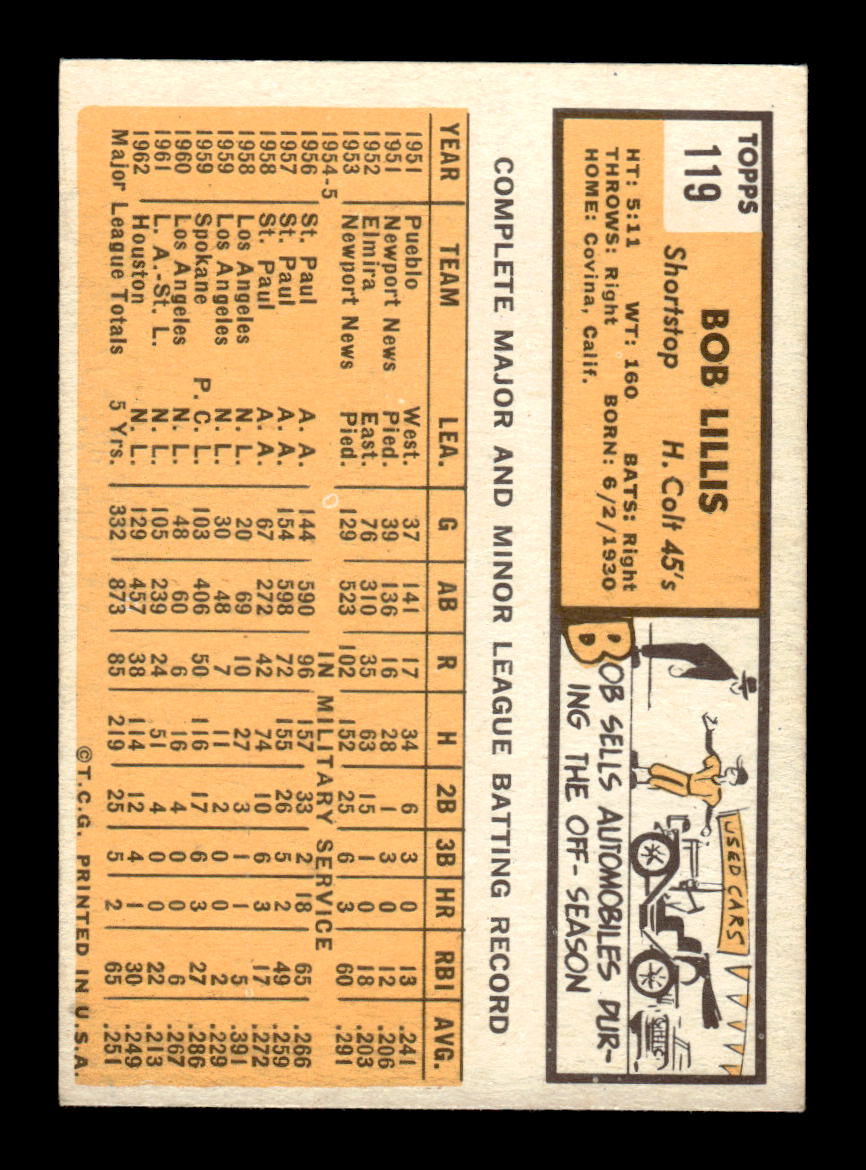 TOPPS
119
BOB LILLIS
Shortstop H. Colt 45's
HT: 5:11 WT: 160 BATS: Right
THROWS: Right BORN: 6/2/1930
HOME: Covina, Calif.
USED CARS
BOB SELLS AUTOMOBILES DUR-
ING THE OFF-SEASON
COMPLETE MAJOR AND MINOR LEAGUE BATTING RECORD
YEAR TEAM LEA. G AB R H 2B 3B HR RBI AVG.
1951 Pueblo West. 37 141 17 34 6 3 0 13 .241
1951 Newport News Pied. 39 136 16 28 1 3 0 12 .206
1952 Elmira East. 76 310 35 63 15 1 0 18 .203
1953 Newport News Pied. 129 523 102 152 25 6 3 60 .291
1954-5 IN MILITARY SERVICE
1956 St. Paul A. A. 144 590 96 157 33 2 18 65 .266
1957 St. Paul A. A. 154 598 72 155 26 5 2 49 .259
1958 St. Paul A. A. 67 272 42 74 10 6 3 17 .272
1958 Los Angeles N. L. 20 69 10 27 3 1 1 5 .391
1959 Los Angeles N. L. 30 48 7 11 2 0 0 2 .229
1959 Spokane P. C. L. 103 406 50 116 17 6 3 27 .286
1960 Los Angeles N. L. 48 60 6 16 4 0 0 6 .267
1961 L. A.-St. L. N. L. 105 239 24 51 4 0 0 22 .213
1962 Houston N. L. 129 457 38 114 12 4 1 30 .249
Major League Totals 5 Yrs. 332 873 85 219 25 5 2 65 .251
©T.C.G. PRINTED IN U.S.A.